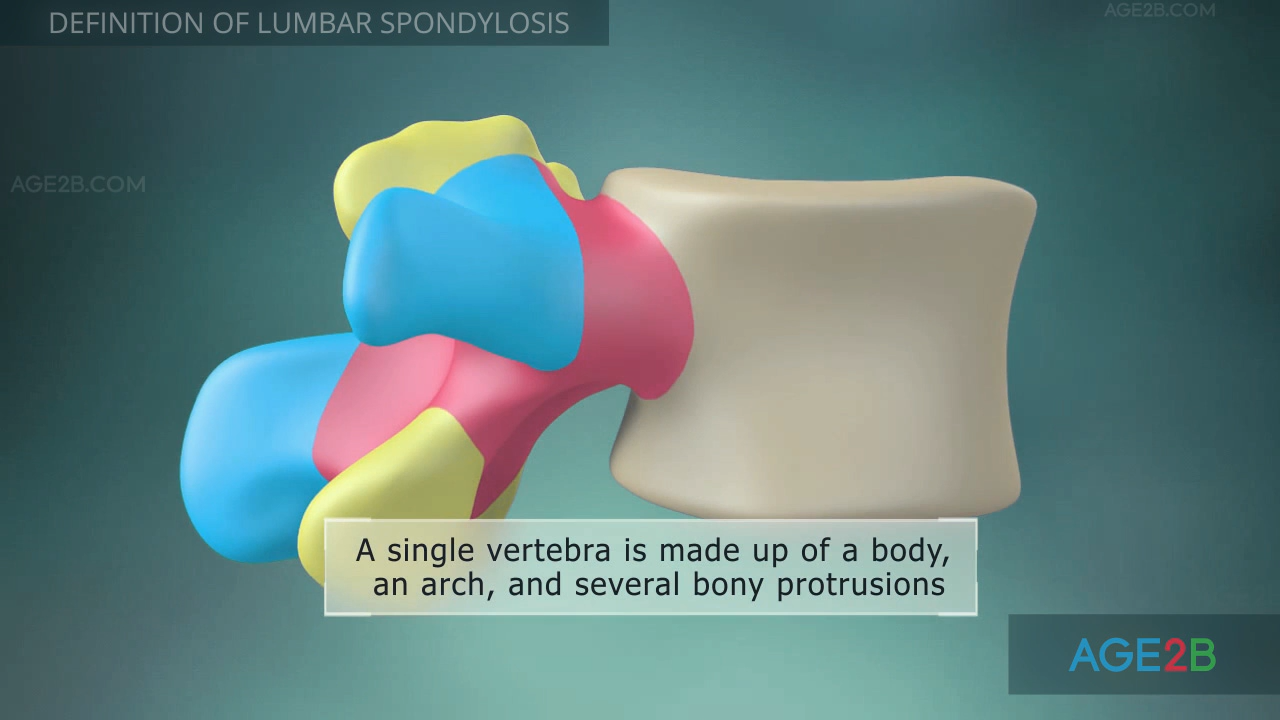 DEFINITION OF LUMBAR SPONDYLOSIS
AGE2B.COM
AGE2B.COM
A single vertebra is made up of a body,
an arch, and several bony protrusions
AGE2B